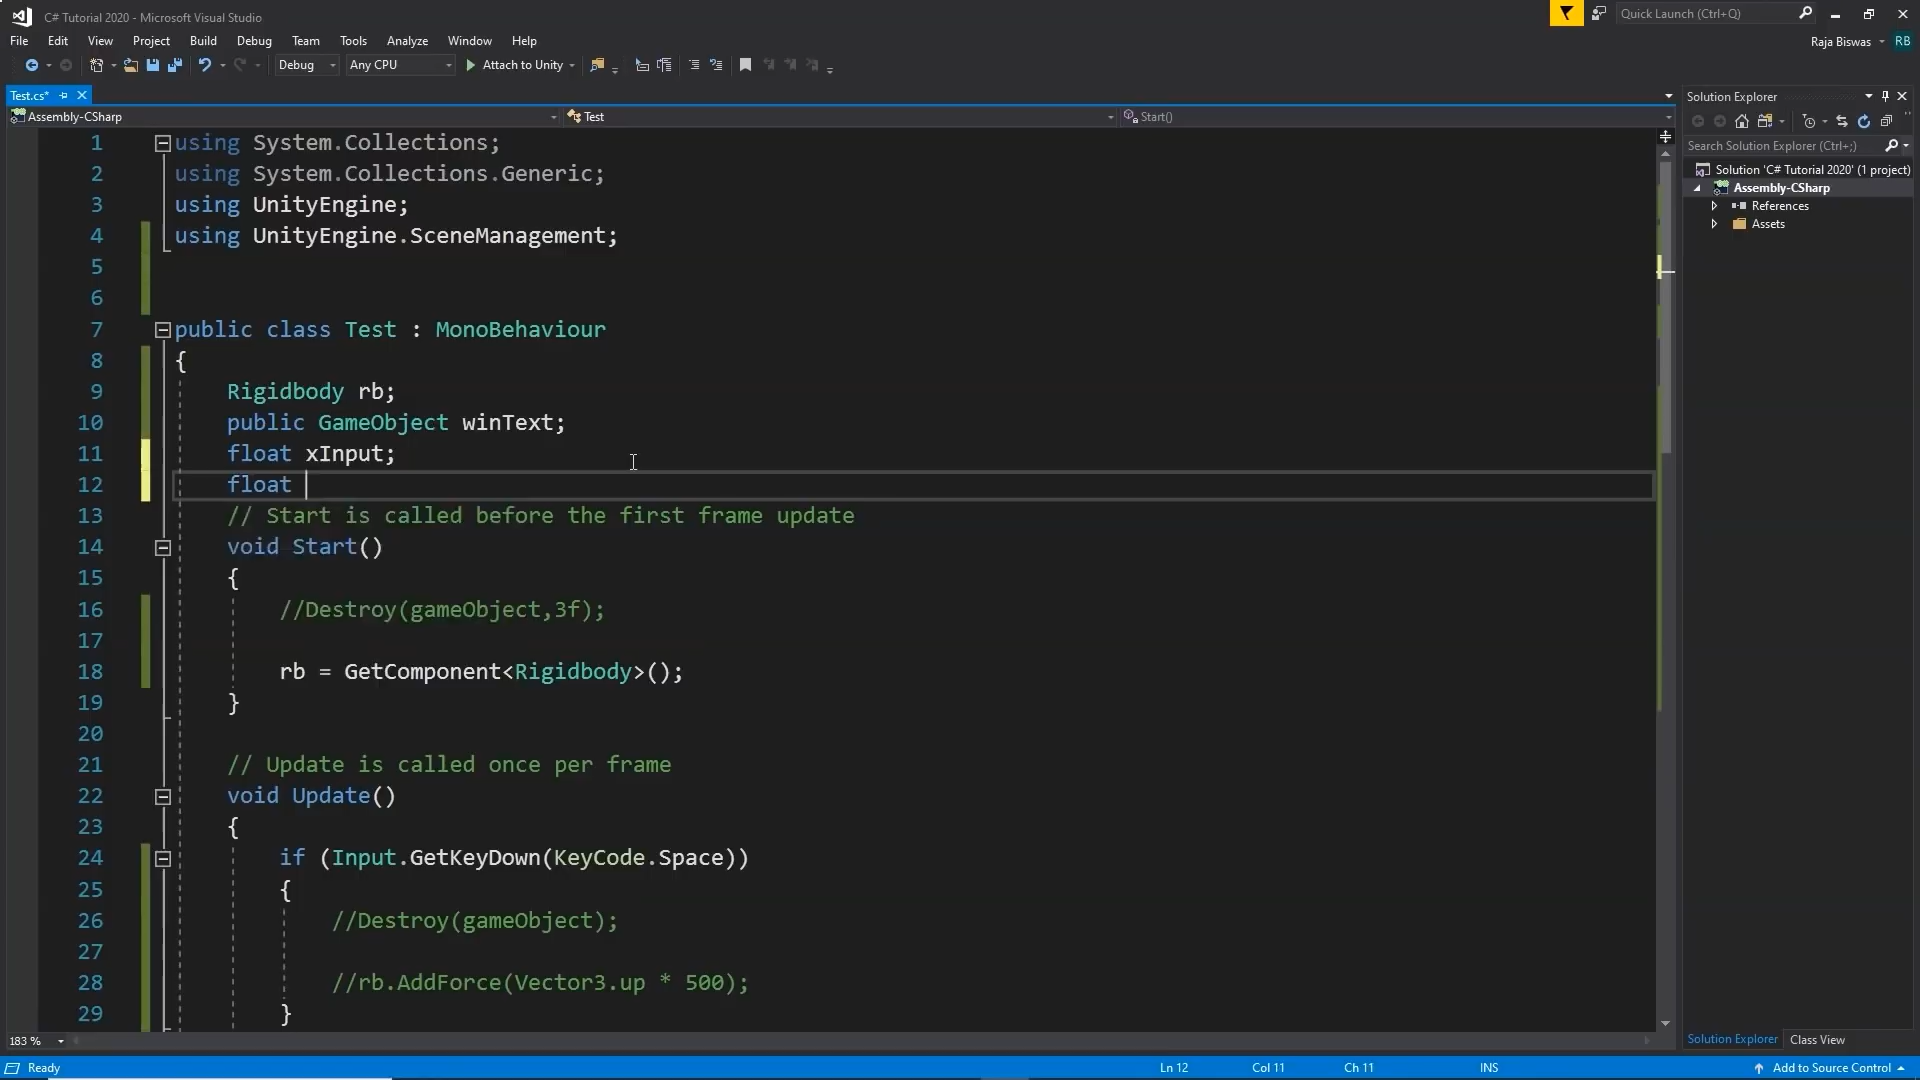 C# Tutorial 2020 - Microsoft Visual Studio
Quick Launch (Ctrl+Q)
File Edit View Project Build Debug Team Tools Analyze Window Help
Raja Biswas RB
Debug Any CPU Attach to Unity
Test.cs*
Solution Explorer
Assembly-CSharp Test Start()
Search Solution Explorer (Ctrl+;)
Solution 'C# Tutorial 2020' (1 project)
Assembly-CSharp
References
Assets
1 using System.Collections;
2 using System.Collections.Generic;
3 using UnityEngine;
4 using UnityEngine.SceneManagement;
5
6
7 public class Test : MonoBehaviour
8 {
9 Rigidbody rb;
10 public GameObject winText;
11 float xInput;
12 float
13 // Start is called before the first frame update
14 void Start()
15 {
16 //Destroy(gameObject,3f);
17
18 rb = GetComponent<Rigidbody>();
19 }
20
21 // Update is called once per frame
22 void Update()
23 {
24 if (Input.GetKeyDown(KeyCode.Space))
25 {
26 //Destroy(gameObject);
27
28 //rb.AddForce(Vector3.up * 500);
29 }
183 %
Solution Explorer Class View
Ready Ln 12 Col 11 Ch 11 INS Add to Source Control